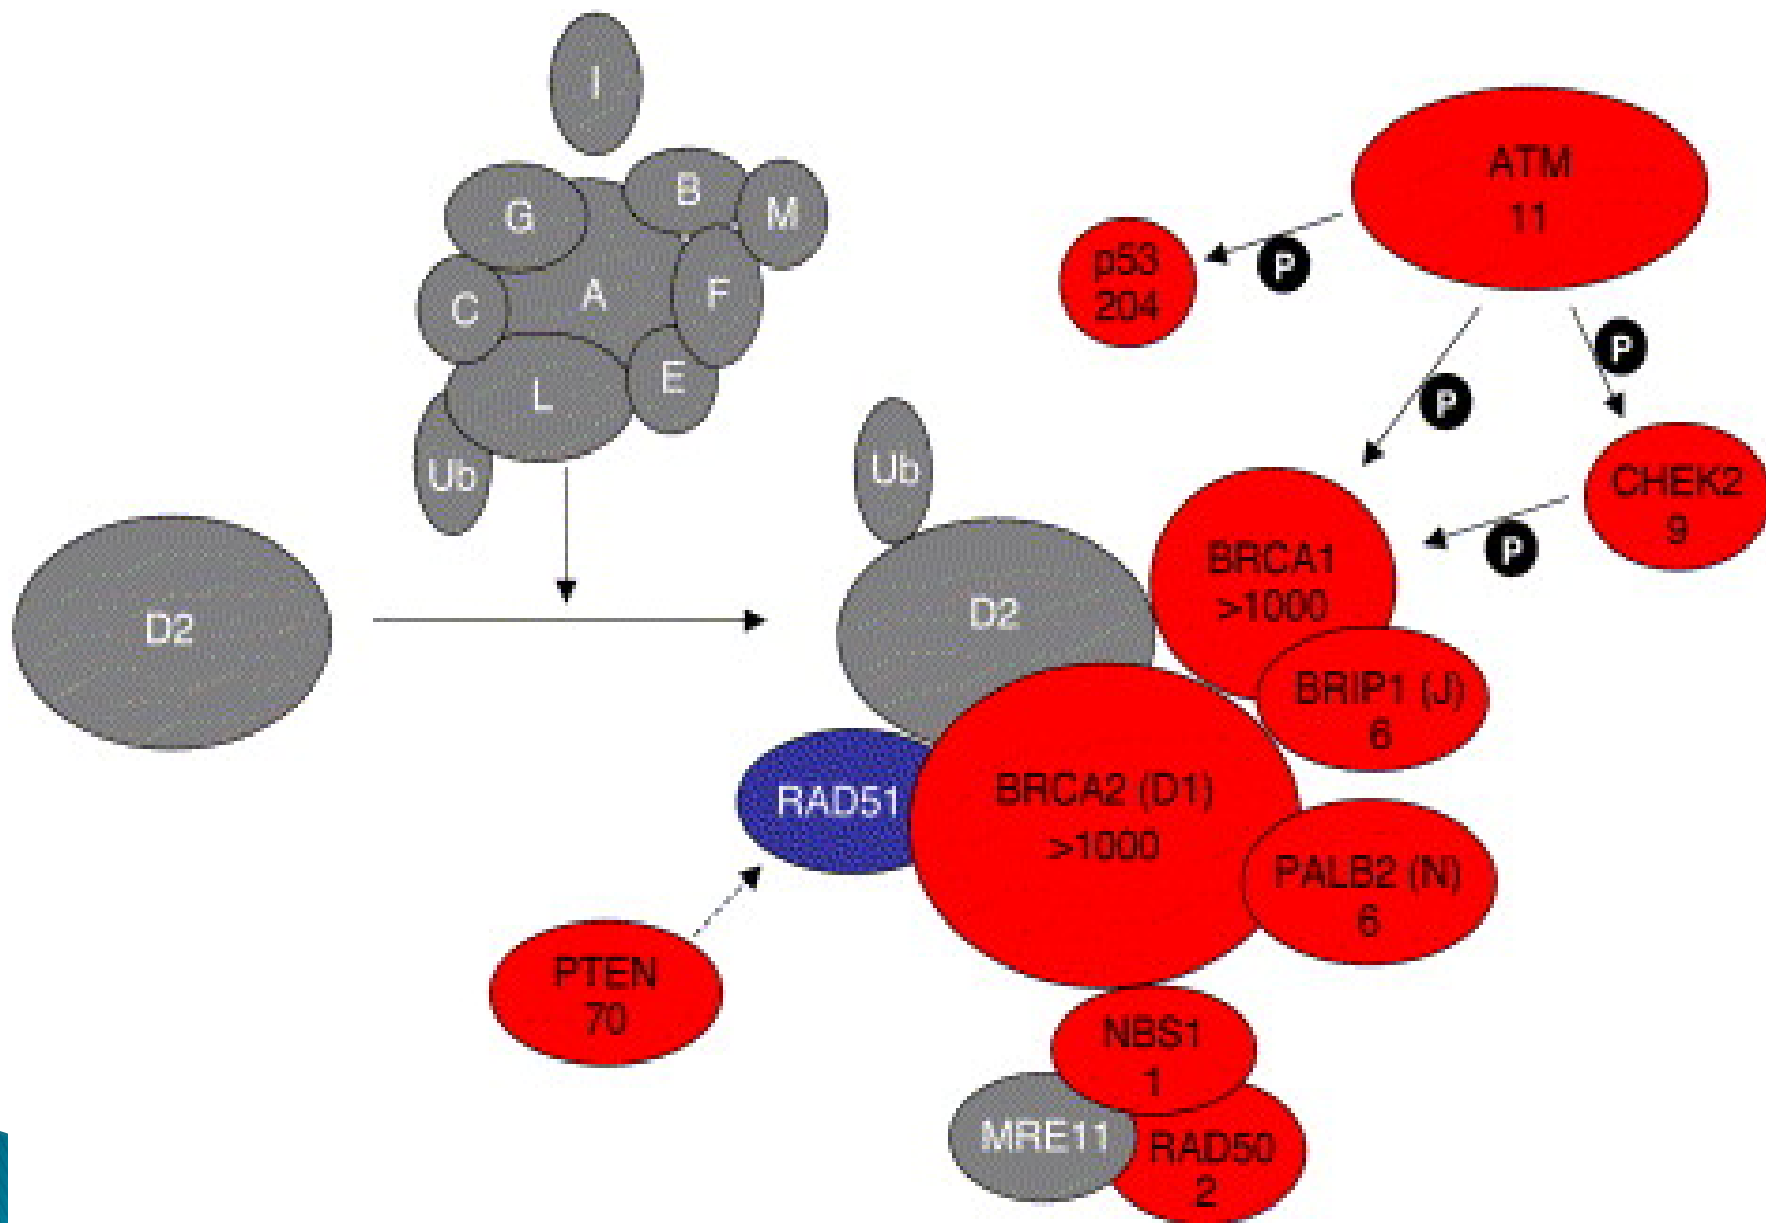 I
G
B
M
C
A
F
L
E
Ub
D2
Ub
D2
ATM
11
p53
204
P
P
P
CHEK2
9
P
BRCA1
>1000
BRIP1 (J)
6
RAD51
BRCA2 (D1)
>1000
PALB2 (N)
6
PTEN
70
NBS1
1
MRE11
RAD50
2